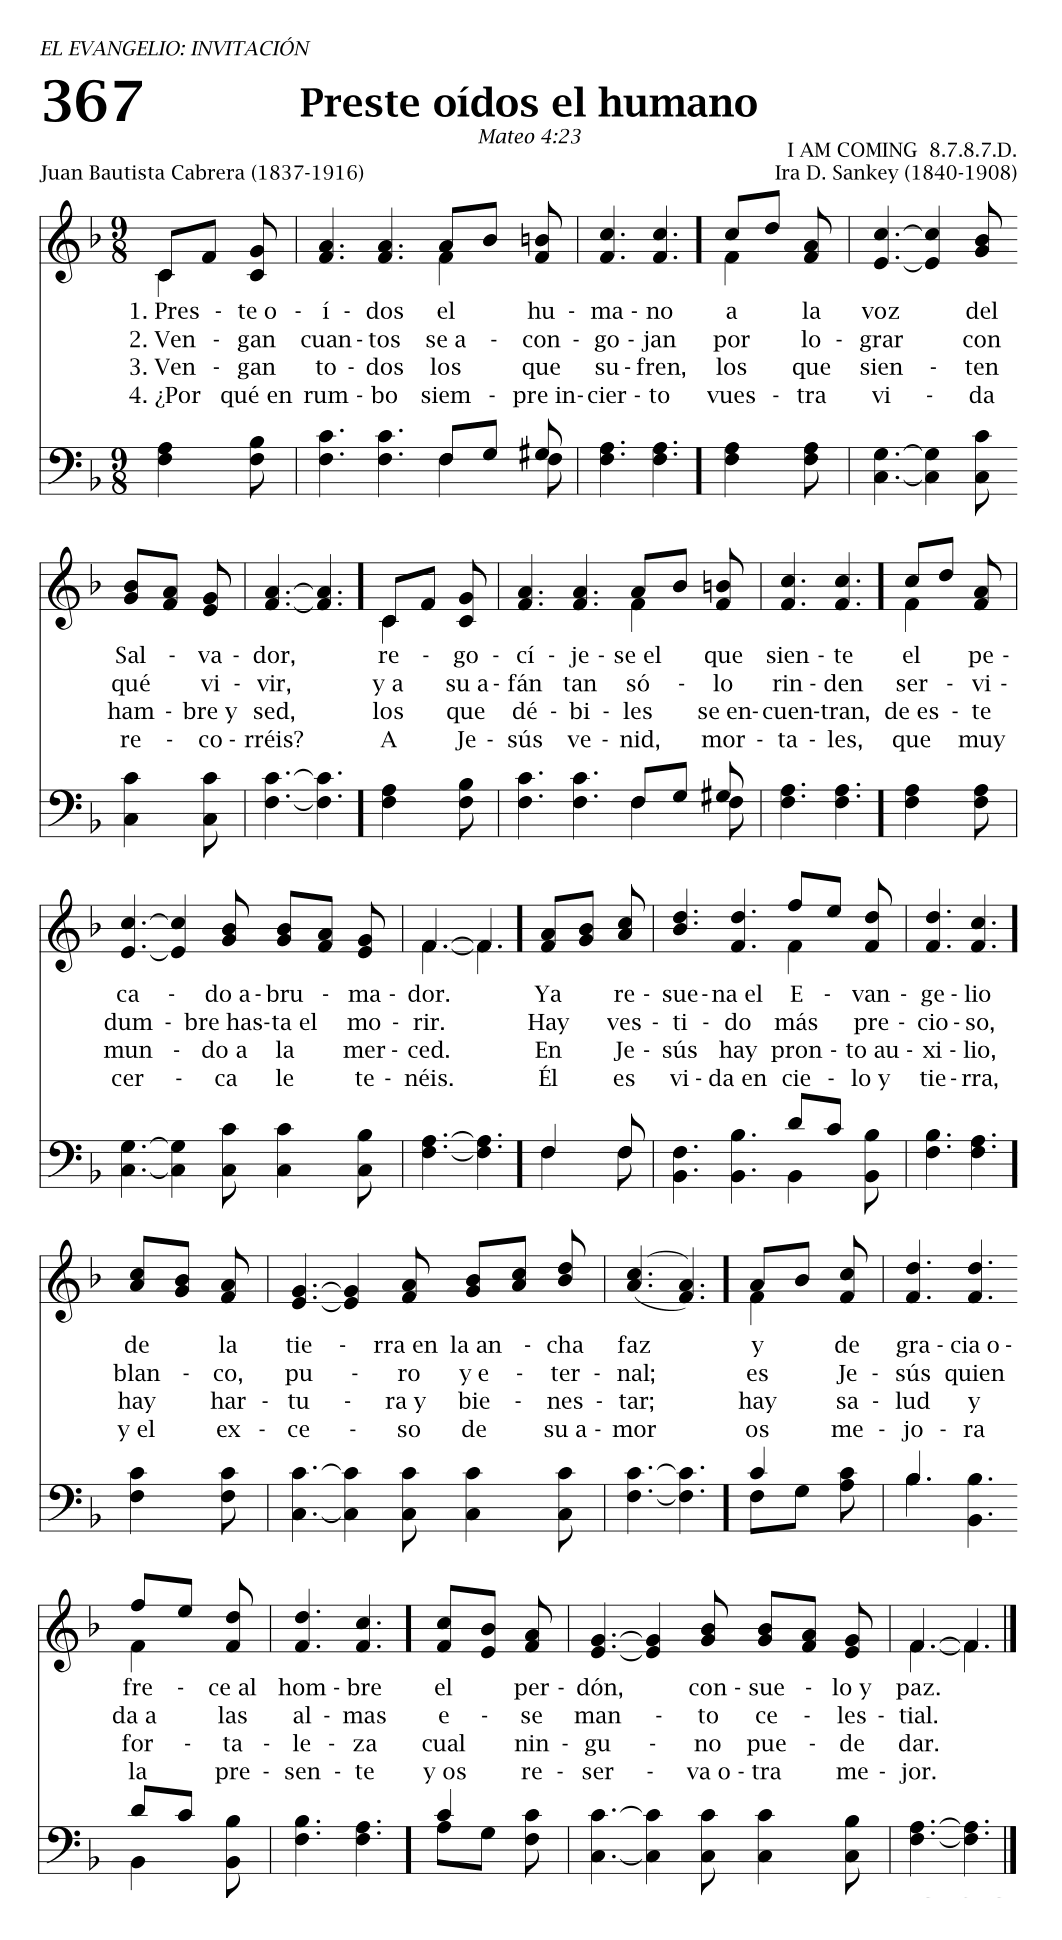 EL EVANGELIO: INVITACIÓN
367
Preste oídos el humano
Mateo 4:23
I AM COMING 8.7.8.7.D.
Juan Bautista Cabrera (1837-1916)
Ira D. Sankey (1840-1908)
9
8
1. Pres - te o - í - dos el hu - ma - no a la voz del
2. Ven - gan cuan - tos se a - con - go - jan por lo - grar con
3. Ven - gan to - dos los que su - fren, los que sien - ten
4. ¿Por qué en rum - bo siem - pre in - cier - to vues - tra vi - da
9
8
Sal - va - dor, re - go - cí - je - se el que sien - te el pe -
qué vi - vir, y a su a - fán tan só - lo rin - den ser - vi -
ham - bre y sed, los que dé - bi - les se en - cuen - tran, de es - te
re - co - rréis? A Je - sús ve - nid, mor - ta - les, que muy
ca - do a - bru - ma - dor. Ya re - sue - na el E - van - ge - lio
dum - bre has - ta el mo - rir. Hay ves - ti - do más pre - cio - so,
mun - do a la mer - ced. En Je - sús hay pron - to au - xi - lio,
cer - ca le te - néis. Él es vi - da en cie - lo y tie - rra,
de la tie - rra en la an - cha faz y de gra - cia o -
blan - co, pu - ro y e - ter - nal; es Je - sús quien
hay har - tu - ra y bie - nes - tar; hay sa - lud y
y el ex - ce - so de su a - mor os me - jo - ra
fre - ce al hom - bre el per - dón, con - sue - lo y paz.
da a las al - mas e - se man - to ce - les - tial.
for - ta - le - za cual nin - gu - no pue - de dar.
la pre - sen - te y os re - ser - va o - tra me - jor.